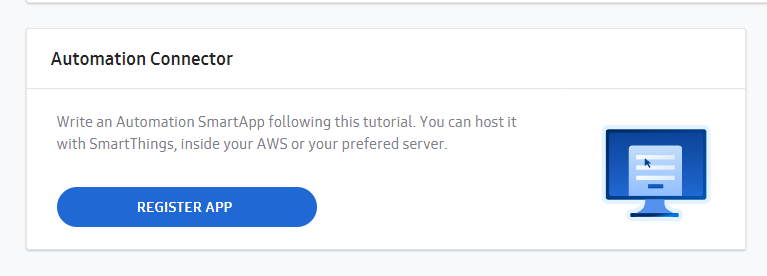 Automation Connector
Write an Automation SmartApp following this tutorial. You can host it
with SmartThings, inside your AWS or your prefered server.
REGISTER APP